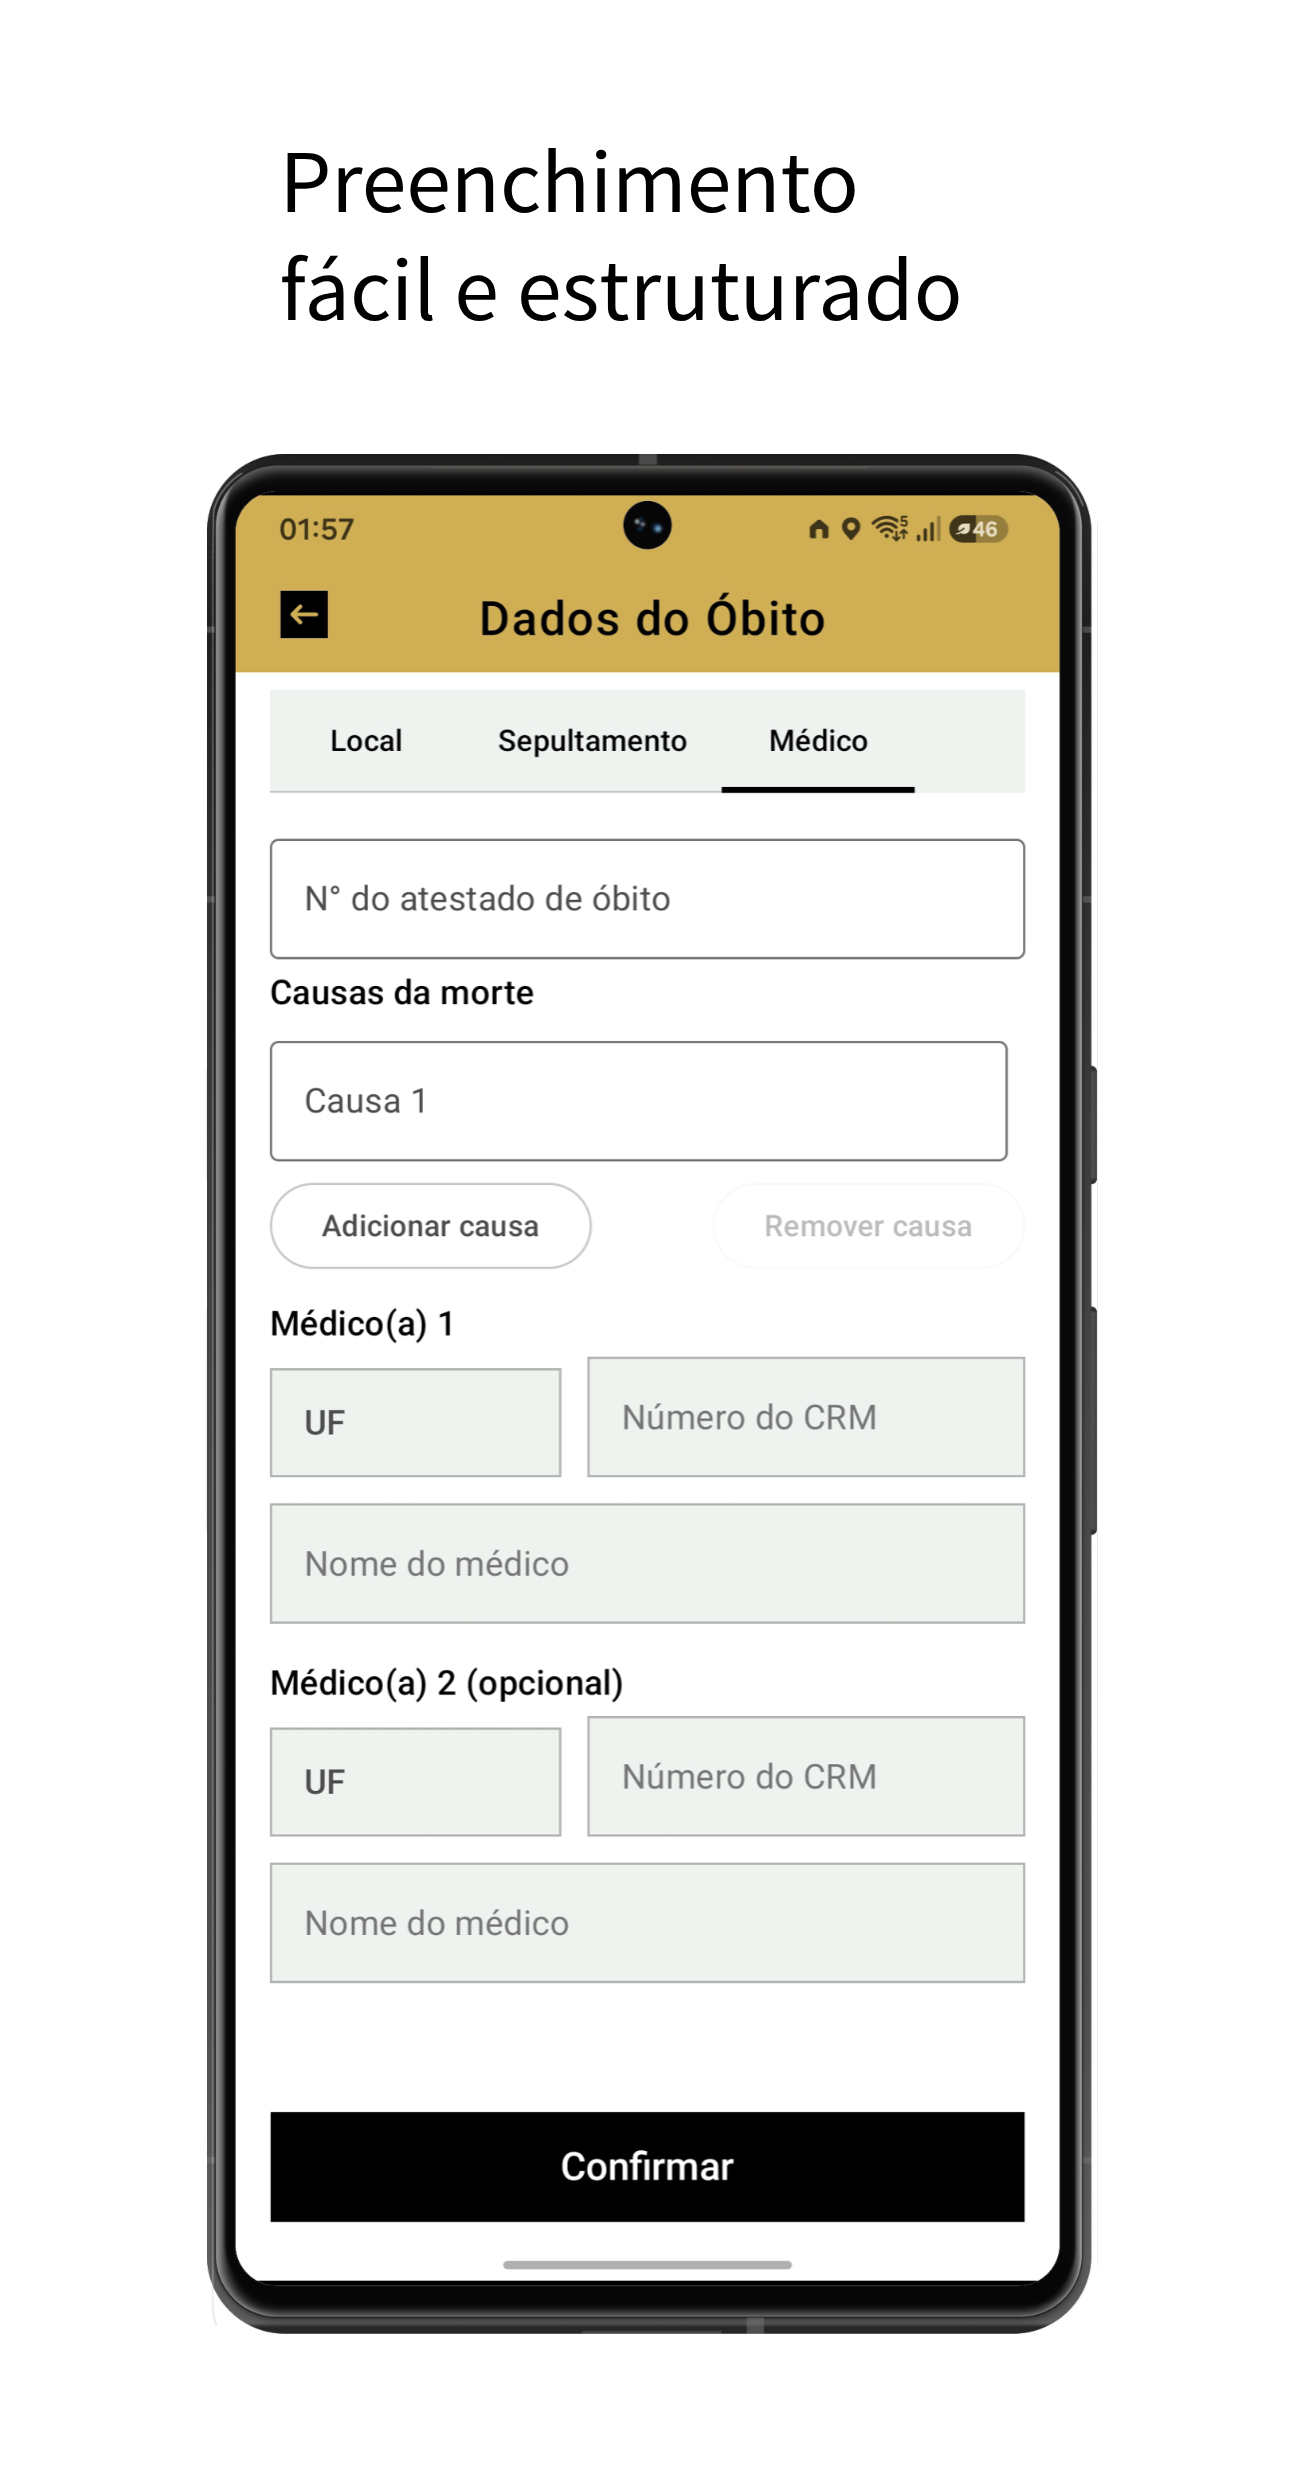 Preenchimento
fácil e estruturado
01:57
5
46
Dados do Óbito
Local Sepultamento Médico
N° do atestado de óbito
Causas da morte
Causa 1
Adicionar causa Remover causa
Médico(a) 1
UF Número do CRM
Nome do médico
Médico(a) 2 (opcional)
UF Número do CRM
Nome do médico
Confirmar